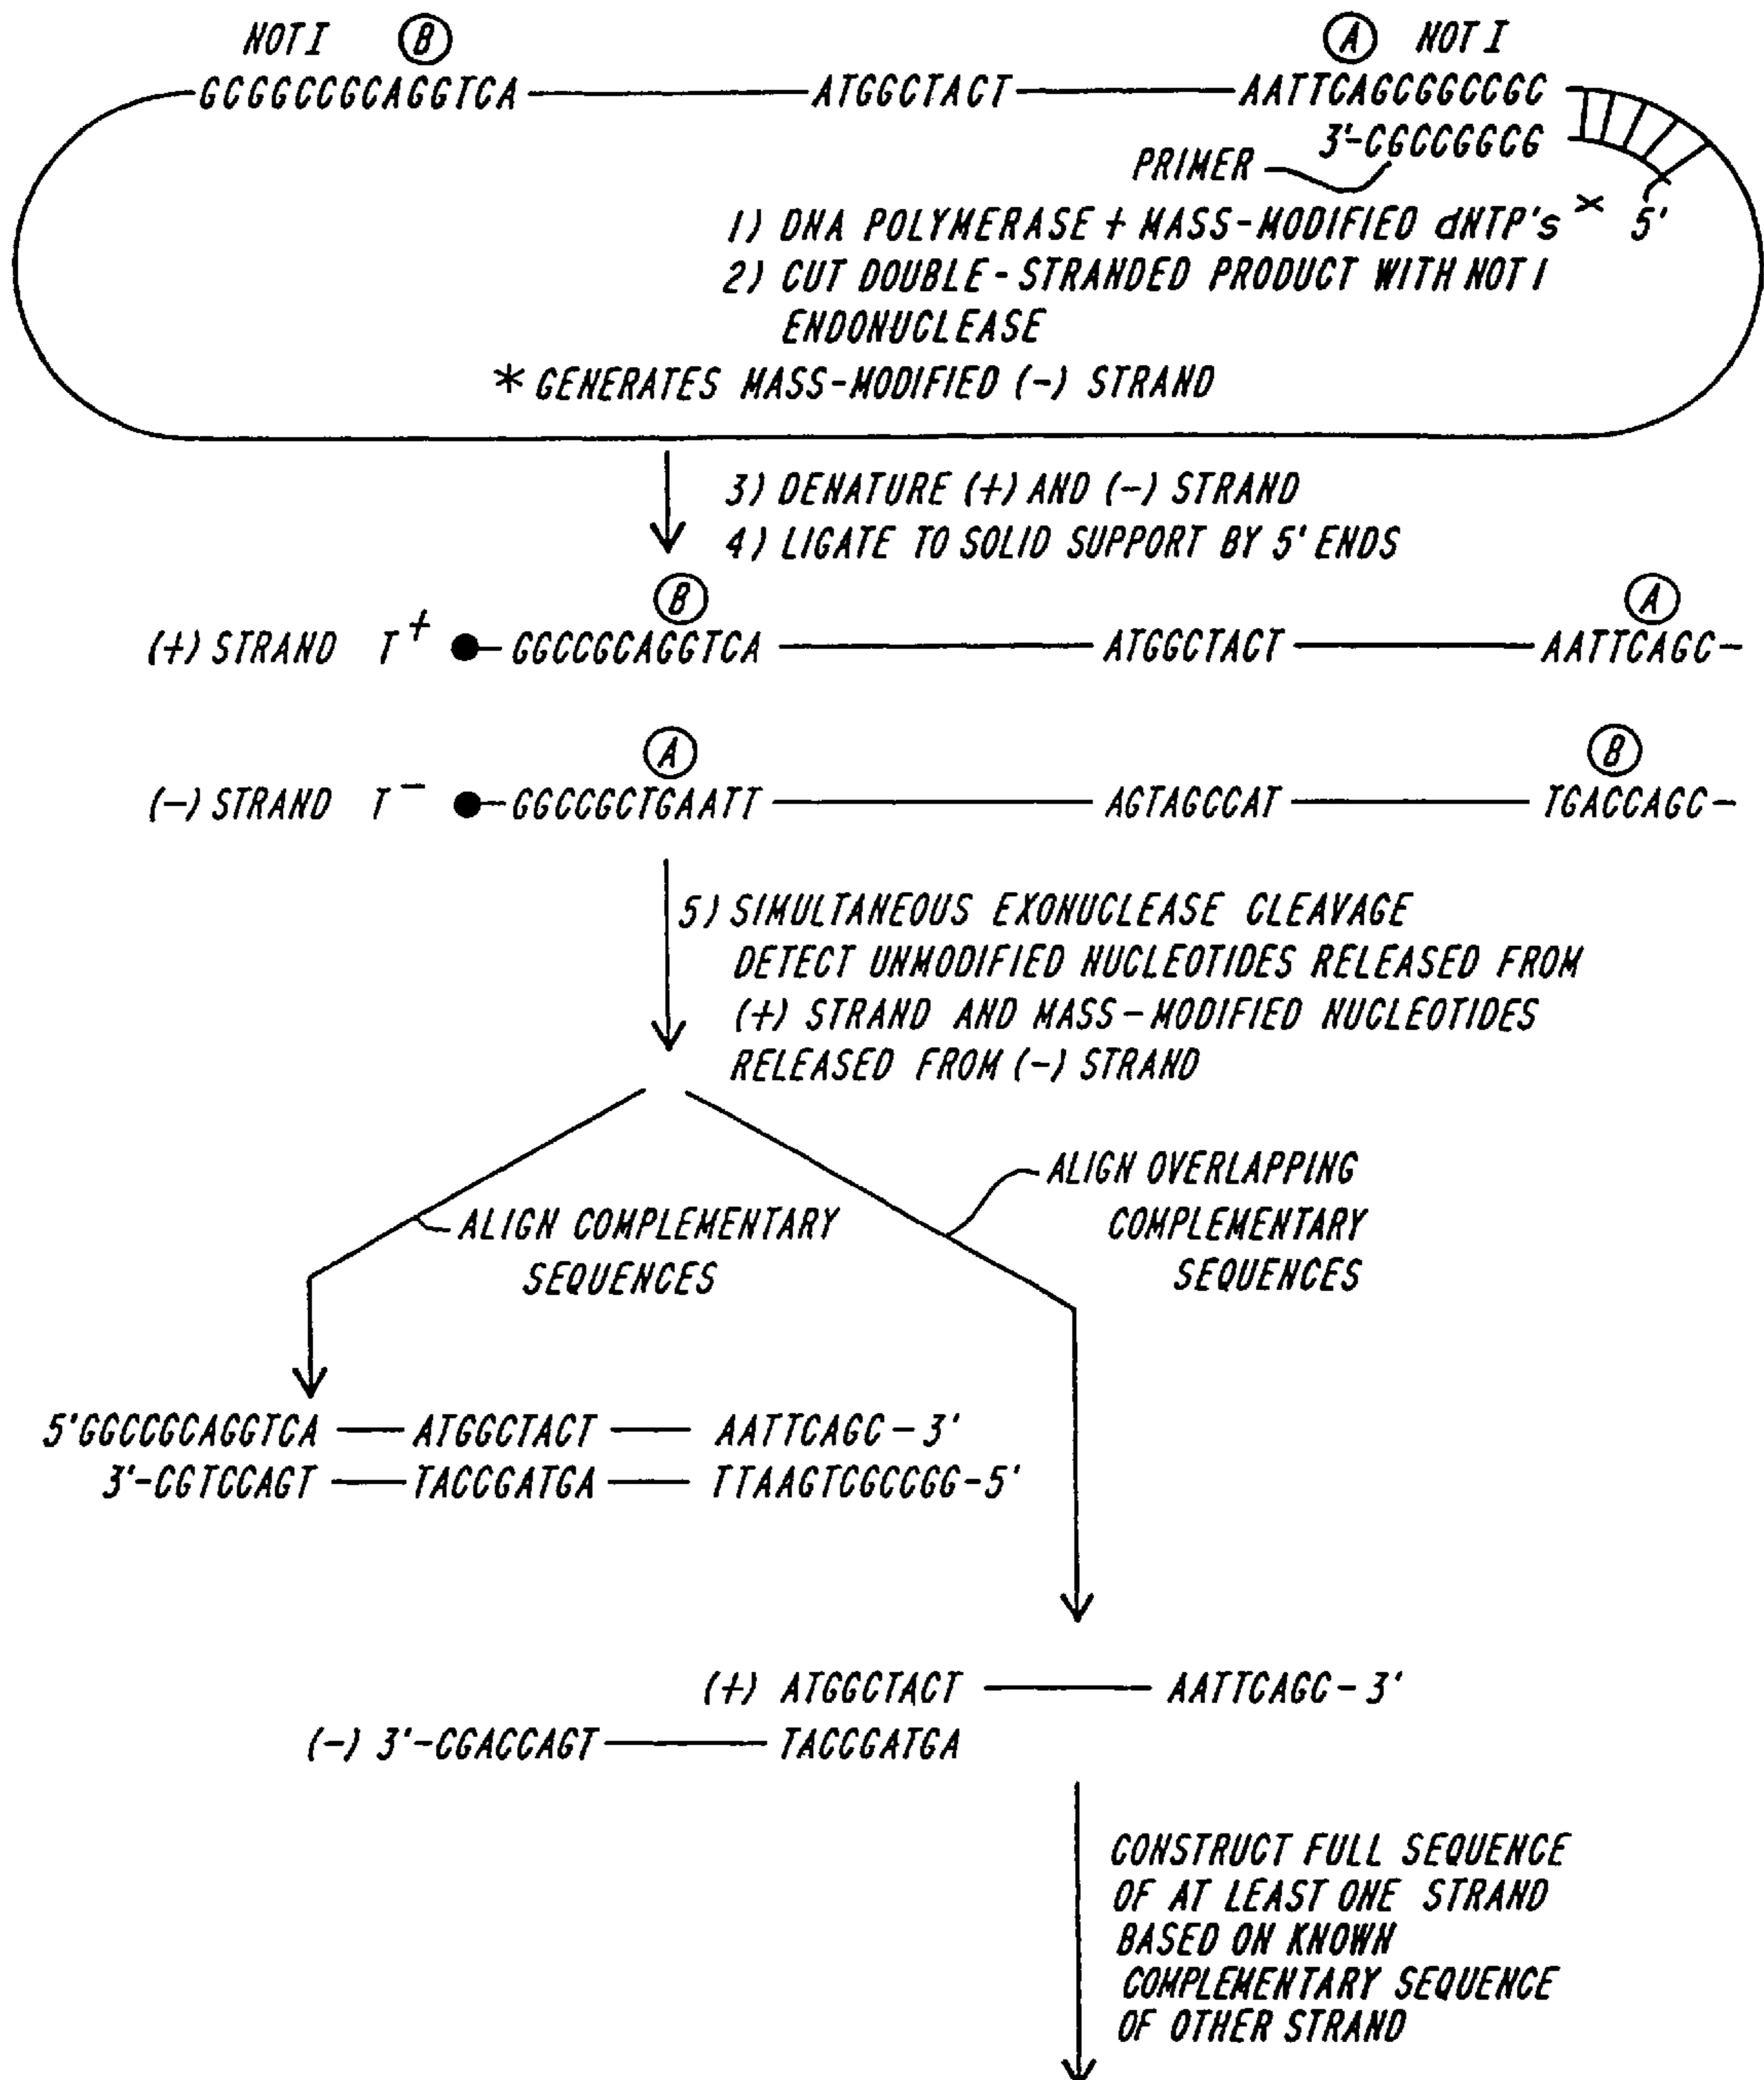 NOT I Ⓑ Ⓐ NOT I
GCGGCCGCAGGTCA ATGGCTACT AATTCAGCGGCCGC
3'-CGCCGGCG
PRIMER
1) DNA POLYMERASE + MASS-MODIFIED dNTP's × 5'
2) CUT DOUBLE-STRANDED PRODUCT WITH NOT I
ENDONUCLEASE
* GENERATES MASS-MODIFIED (-) STRAND
3) DENATURE (+) AND (-) STRAND
4) LIGATE TO SOLID SUPPORT BY 5' ENDS
Ⓑ Ⓐ
(+) STRAND T+ ●-GGCCGCAGGTCA ATGGCTACT AATTCAGC-
Ⓐ Ⓑ
(-) STRAND T- ●-GGCCGCTGAATT AGTAGCCAT TGACCAGC-
5) SIMULTANEOUS EXONUCLEASE CLEAVAGE
DETECT UNMODIFIED NUCLEOTIDES RELEASED FROM
(+) STRAND AND MASS-MODIFIED NUCLEOTIDES
RELEASED FROM (-) STRAND
ALIGN COMPLEMENTARY
SEQUENCES
ALIGN OVERLAPPING
COMPLEMENTARY
SEQUENCES
5'GGCCGCAGGTCA — ATGGCTACT — AATTCAGC-3'
3'-CGTCCAGT — TACCGATGA — TTAAGTCGCCGG-5'
(+) ATGGCTACT — AATTCAGC-3'
(-) 3'-CGACCAGT — TACCGATGA
CONSTRUCT FULL SEQUENCE
OF AT LEAST ONE STRAND
BASED ON KNOWN
COMPLEMENTARY SEQUENCE
OF OTHER STRAND